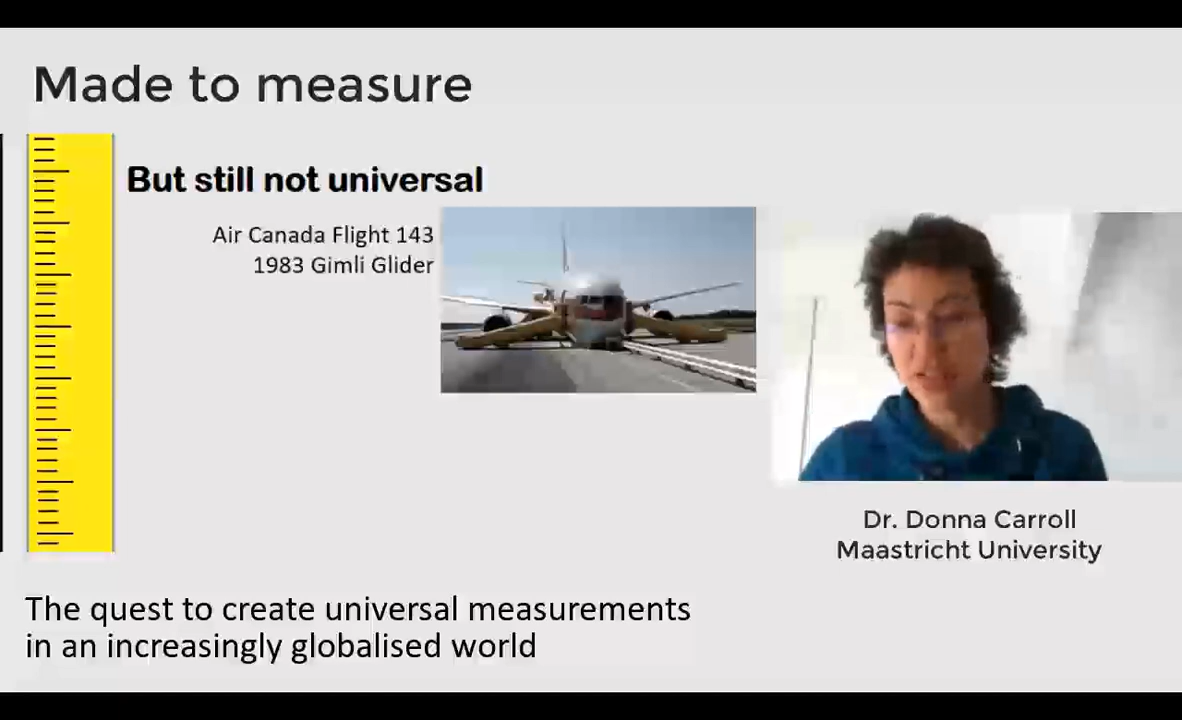 Made to measure
But still not universal
Air Canada Flight 143
1983 Gimli Glider
Dr. Donna Carroll
Maastricht University
The quest to create universal measurements
in an increasingly globalised world